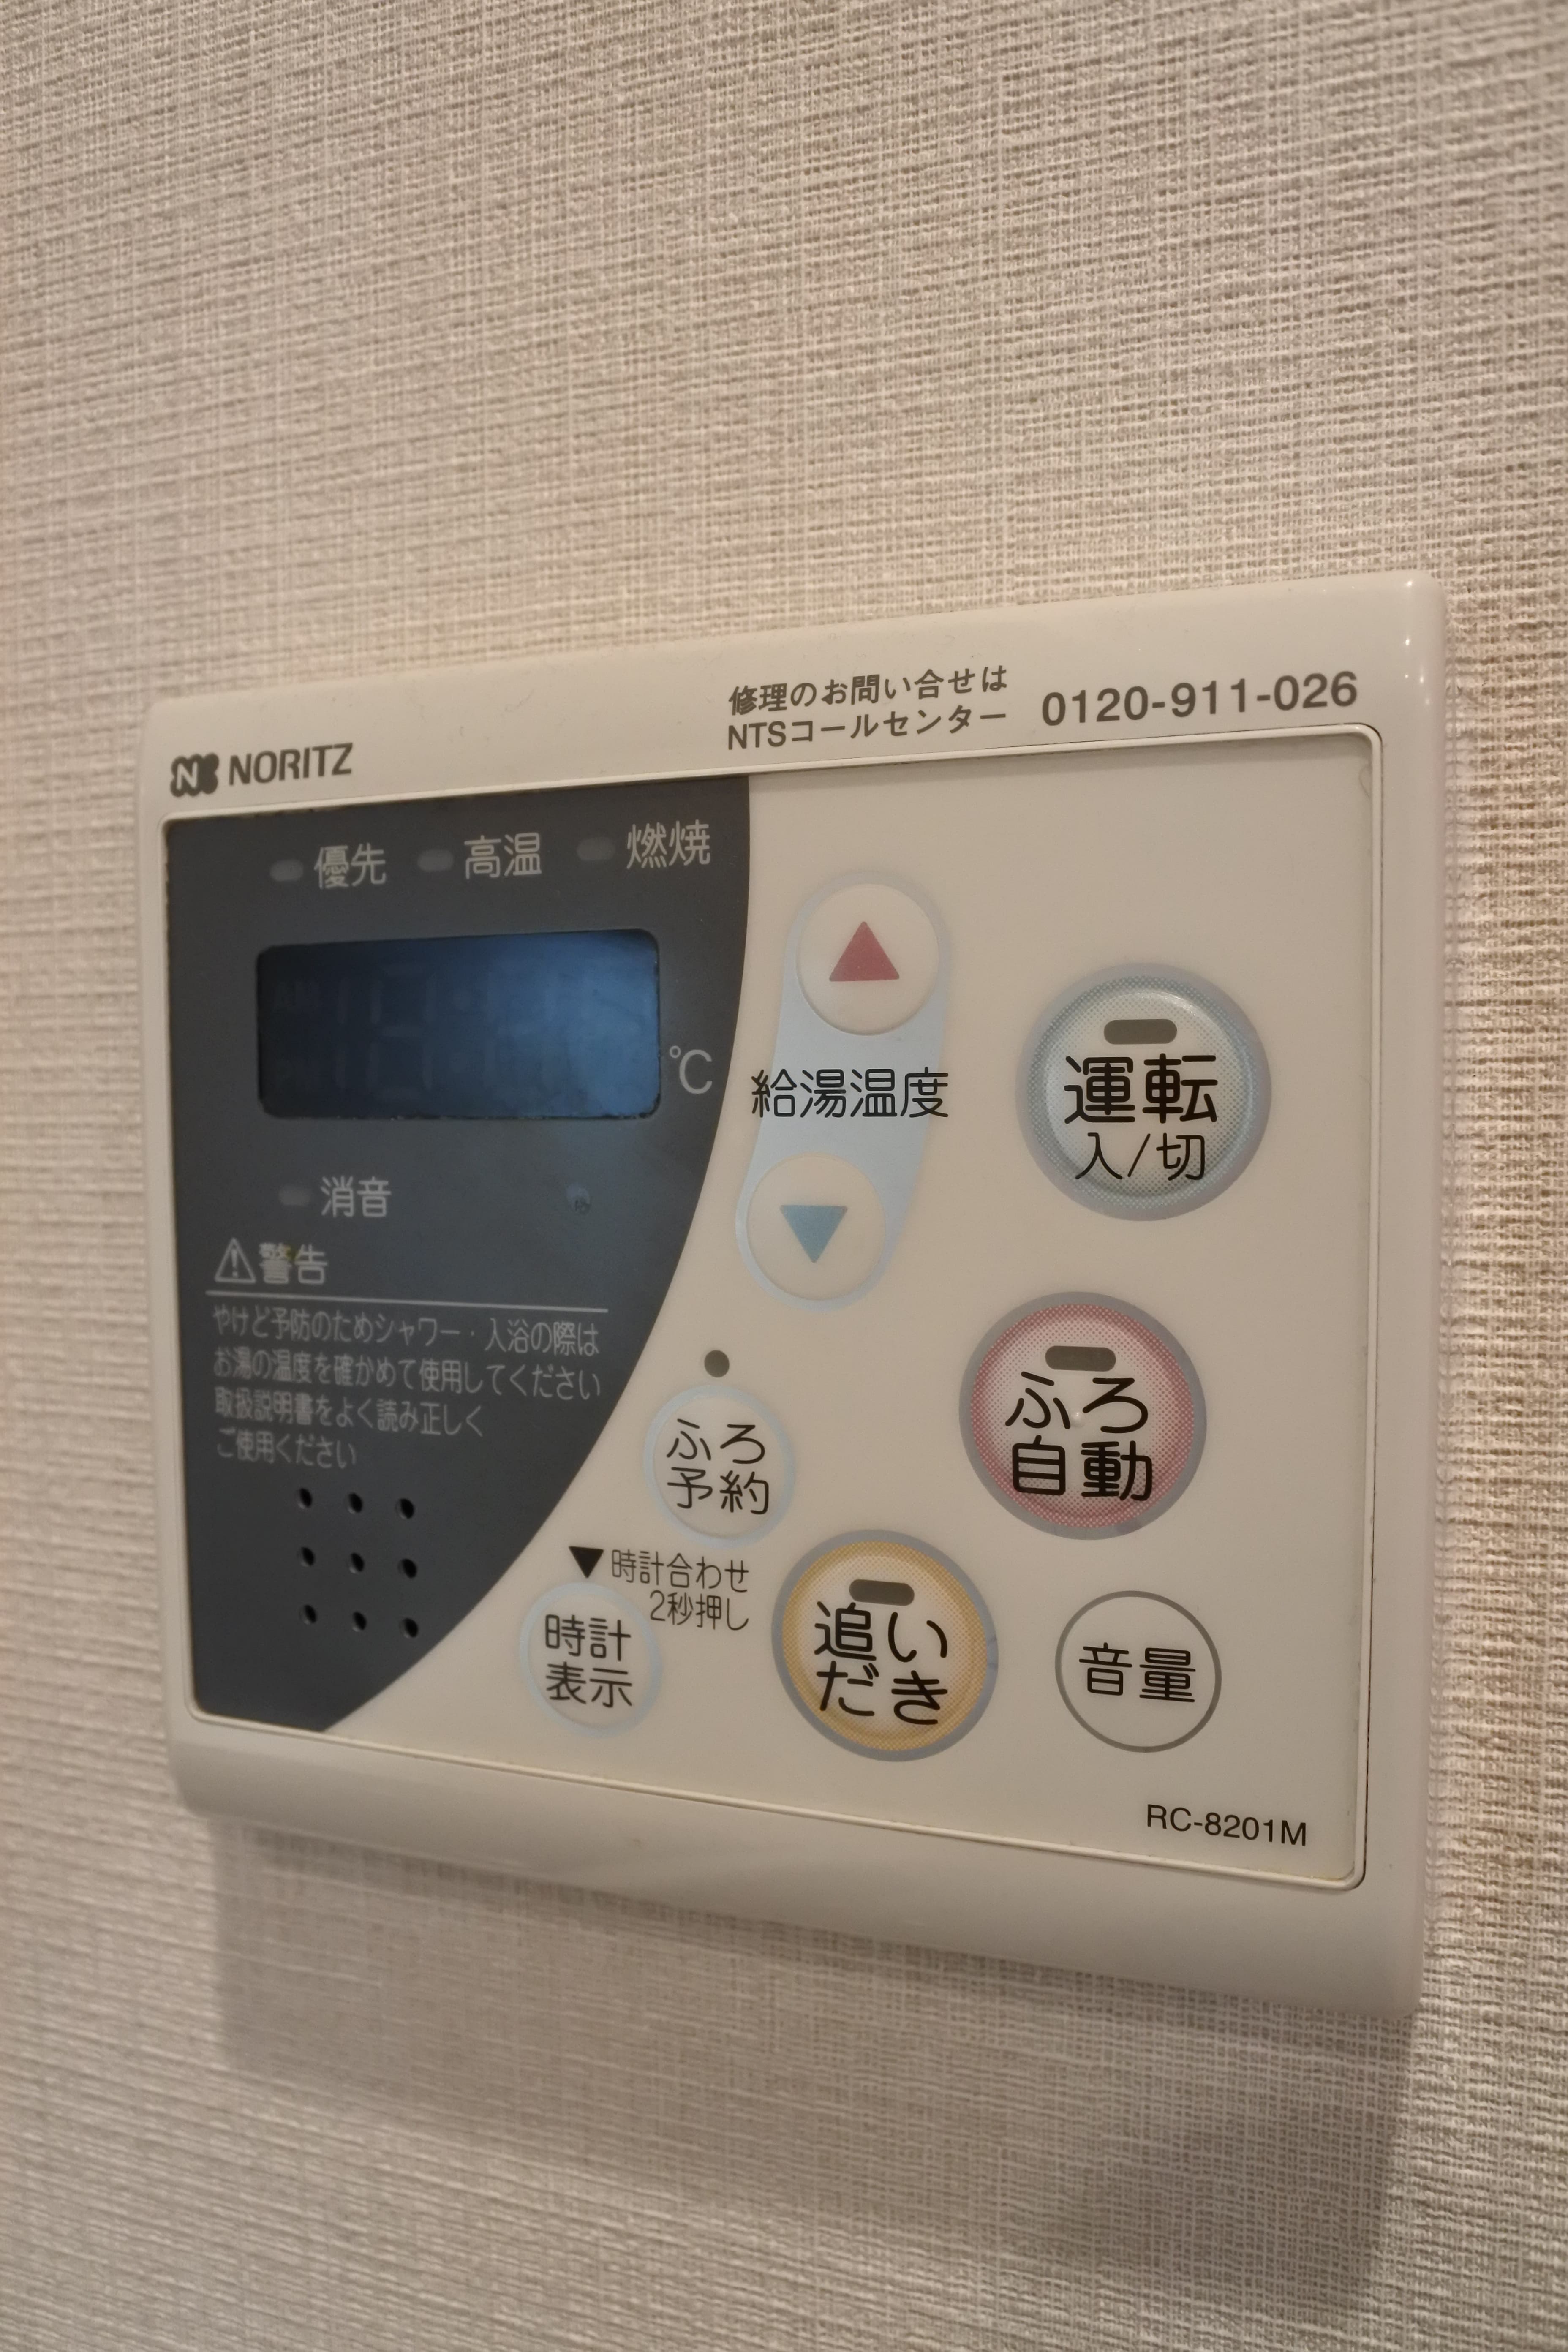 修理のお問い合せは
NTSコールセンター 0120-911-026
NORITZ
優先 高温 燃焼
℃
給湯温度
運転
入/切
消音
警告
やけど予防のためシャワー・入浴の際は
お湯の温度を確かめて使用してください
取扱説明書をよく読み正しく
ご使用ください
ふろ
自動
ふろ
予約
▼時計合わせ
2秒押し
時計
表示
追い
だき
音量
RC-8201M